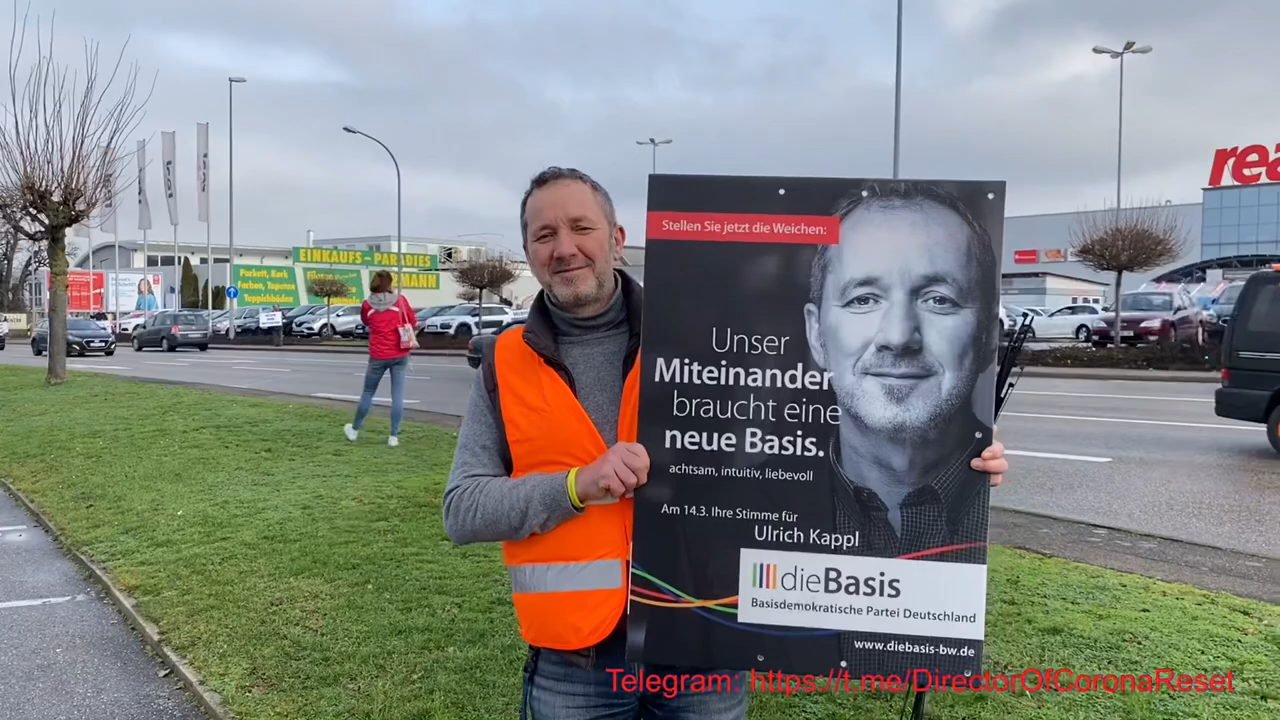 EINKAUFS - PARADIES
Parkett, Kork
Farben, Tapeten
Teppichböden
real
Stellen Sie jetzt die Weichen:
Unser
Miteinander
braucht eine
neue Basis.
achtsam, intuitiv, liebevoll
Am 14.3. Ihre Stimme für
Ulrich Kappl
dieBasis
Basisdemokratische Partei Deutschland
www.diebasis-bw.de
Telegram: https://t.me/DirectorOfCoronaReset